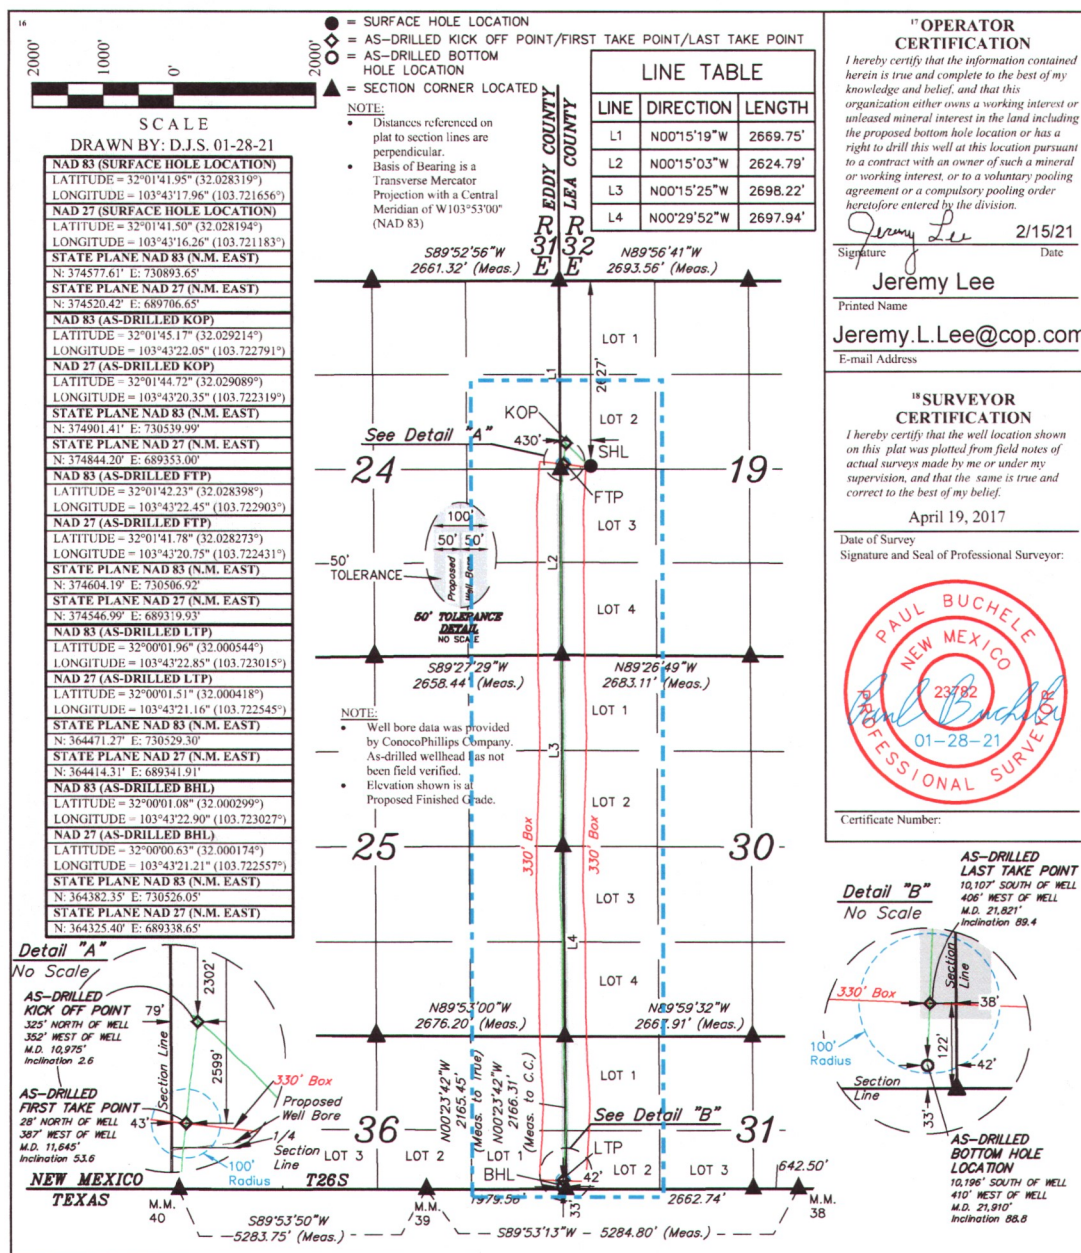 16
2000' 1000' 0' 2000'
SCALE
DRAWN BY: D.J.S. 01-28-21
● = SURFACE HOLE LOCATION
= AS-DRILLED KICK OFF POINT/FIRST TAKE POINT/LAST TAKE POINT
= AS-DRILLED BOTTOM
HOLE LOCATION
▲ = SECTION CORNER LOCATED
NOTE:
• Distances referenced on
plat to section lines are
perpendicular.
• Basis of Bearing is a
Transverse Mercator
Projection with a Central
Meridian of W103°53'00"
(NAD 83)
LINE TABLE
LINE DIRECTION LENGTH
L1 N00°15'19"W 2669.75'
L2 N00°15'03"W 2624.79'
L3 N00°15'25"W 2698.22'
L4 N00°29'52"W 2697.94'
NAD 83 (SURFACE HOLE LOCATION)
LATITUDE = 32°01'41.95" (32.028319°)
LONGITUDE = 103°43'17.96" (103.721656°)
NAD 27 (SURFACE HOLE LOCATION)
LATITUDE = 32°01'41.50" (32.028194°)
LONGITUDE = 103°43'16.26" (103.721183°)
STATE PLANE NAD 83 (N.M. EAST)
N: 374577.61' E: 730893.65'
STATE PLANE NAD 27 (N.M. EAST)
N: 374520.42' E: 689706.65'
NAD 83 (AS-DRILLED KOP)
LATITUDE = 32°01'45.17" (32.029214°)
LONGITUDE = 103°43'22.05" (103.722791°)
NAD 27 (AS-DRILLED KOP)
LATITUDE = 32°01'44.72" (32.029089°)
LONGITUDE = 103°43'20.35" (103.722319°)
STATE PLANE NAD 83 (N.M. EAST)
N: 374901.41' E: 730539.99'
STATE PLANE NAD 27 (N.M. EAST)
N: 374844.20' E: 689353.00'
NAD 83 (AS-DRILLED FTP)
LATITUDE = 32°01'42.23" (32.028398°)
LONGITUDE = 103°43'22.45" (103.722903°)
NAD 27 (AS-DRILLED FTP)
LATITUDE = 32°01'41.78" (32.028273°)
LONGITUDE = 103°43'20.75" (103.722431°)
STATE PLANE NAD 83 (N.M. EAST)
N: 374604.19' E: 730506.92'
STATE PLANE NAD 27 (N.M. EAST)
N: 374546.99' E: 689319.93'
NAD 83 (AS-DRILLED LTP)
LATITUDE = 32°00'01.96" (32.000544°)
LONGITUDE = 103°43'22.85" (103.723015°)
NAD 27 (AS-DRILLED LTP)
LATITUDE = 32°00'01.51" (32.000418°)
LONGITUDE = 103°43'21.16" (103.722545°)
STATE PLANE NAD 83 (N.M. EAST)
N: 364471.27' E: 730529.30'
STATE PLANE NAD 27 (N.M. EAST)
N: 364414.31' E: 689341.91'
NAD 83 (AS-DRILLED BHL)
LATITUDE = 32°00'01.08" (32.000299°)
LONGITUDE = 103°43'22.90" (103.723027°)
NAD 27 (AS-DRILLED BHL)
LATITUDE = 32°00'00.63" (32.000174°)
LONGITUDE = 103°43'21.21" (103.722557°)
STATE PLANE NAD 83 (N.M. EAST)
N: 364382.35' E: 730526.05'
STATE PLANE NAD 27 (N.M. EAST)
N: 364325.40' E: 689338.65'
EDDY COUNTY
LEA COUNTY
R 31 E
R 32 E
S89°52'56"W
2661.32' (Meas.)
N89°56'41"W
2693.56' (Meas.)
LOT 1
L1
2627'
LOT 2
KOP
See Detail "A"
430'
SHL
24
19
FTP
LOT 3
100'
50' 50'
Proposed
Well Bore
50'
TOLERANCE
50' TOLERANCE
DETAIL
NO SCALE
L2
LOT 4
S89°27'29"W
2658.44' (Meas.)
N89°26'49"W
2683.11' (Meas.)
NOTE:
• Well bore data was provided
by ConocoPhillips Company.
As-drilled wellhead has not
been field verified.
• Elevation shown is at
Proposed Finished Grade.
LOT 1
L3
LOT 2
330' Box
330' Box
25
30
LOT 3
L4
LOT 4
N89°53'00"W
2676.20' (Meas.)
N89°59'32"W
2667.91' (Meas.)
N00°23'42"W
2165.45'
(Meas. to True)
N00°23'42"W
2166.31'
(Meas. to C.C.)
LOT 1
See Detail "B"
36
31
LOT 3 LOT 2 LOT 1
LTP
LOT 2 LOT 3
BHL
42'
642.50'
NEW MEXICO
TEXAS
T26S
1979.56'
33'
2662.74'
M.M.
40
M.M.
39
M.M.
38
S89°53'50"W
5283.75' (Meas.)
S89°53'13"W - 5284.80' (Meas.)
Detail "A"
No Scale
AS-DRILLED
KICK OFF POINT
325' NORTH OF WELL
352' WEST OF WELL
M.D. 10,975'
Inclination 2.6
AS-DRILLED
FIRST TAKE POINT
28' NORTH OF WELL
387' WEST OF WELL
M.D. 11,645'
Inclination 53.6
79'
2302'
2599'
43'
Section Line
330' Box
Proposed
Well Bore
1/4
Section
Line
100'
Radius
17 OPERATOR
CERTIFICATION
I hereby certify that the information contained
herein is true and complete to the best of my
knowledge and belief, and that this
organization either owns a working interest or
unleased mineral interest in the land including
the proposed bottom hole location or has a
right to drill this well at this location pursuant
to a contract with an owner of such a mineral
or working interest, or to a voluntary pooling
agreement or a compulsory pooling order
heretofore entered by the division.
Jeremy Lee 2/15/21
Signature Date
Jeremy Lee
Printed Name
Jeremy.L.Lee@cop.com
E-mail Address
18 SURVEYOR
CERTIFICATION
I hereby certify that the well location shown
on this plat was plotted from field notes of
actual surveys made by me or under my
supervision, and that the same is true and
correct to the best of my belief.
April 19, 2017
Date of Survey
Signature and Seal of Professional Surveyor:
PAUL BUCHELE
NEW MEXICO
23782
Paul Buchele
01-28-21
PROFESSIONAL SURVEYOR
Certificate Number:
Detail "B"
No Scale
AS-DRILLED
LAST TAKE POINT
10,107' SOUTH OF WELL
406' WEST OF WELL
M.D. 21,821'
Inclination 89.4
Section
Line
330' Box
38'
100'
Radius
122'
42'
Section
Line
33'
AS-DRILLED
BOTTOM HOLE
LOCATION
10,196' SOUTH OF WELL
410' WEST OF WELL
M.D. 21,910'
Inclination 88.8